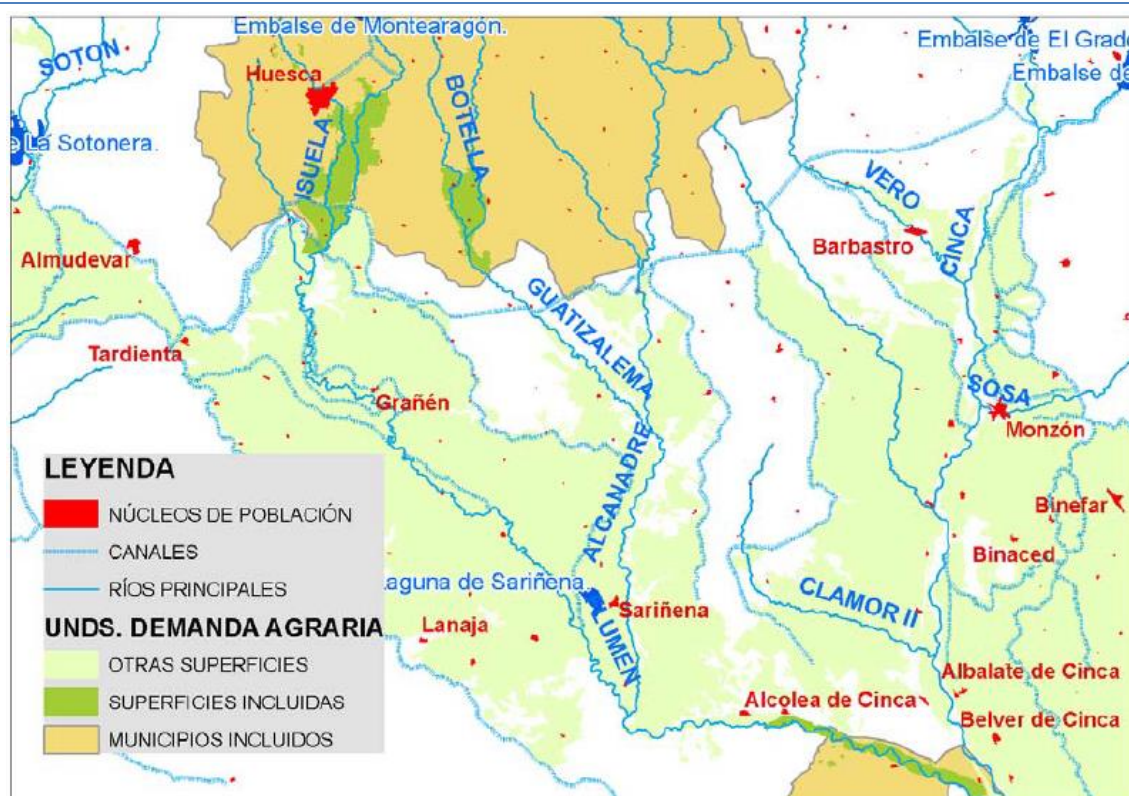 Embalse de Montearagón.
SOTON
Embalse de El Grado
Huesca
Embalse de
BOTELLA
ISUELA
e La Sotonera.
VERO
CINCA
Barbastro
Almudevar
GUATIZALEMA
Tardienta
SOSA
Grañén
Monzón
ALCANADRE
LEYENDA
NÚCLEOS DE POBLACIÓN
CANALES
RÍOS PRINCIPALES
UNDS. DEMANDA AGRARIA
OTRAS SUPERFICIES
SUPERFICIES INCLUIDAS
MUNICIPIOS INCLUIDOS
Binefar
Binaced
Laguna de Sariñena.
CLAMOR II
Sariñena
LUMEN
Lanaja
Albalate de Cinca
Alcolea de Cinca
Belver de Cinca